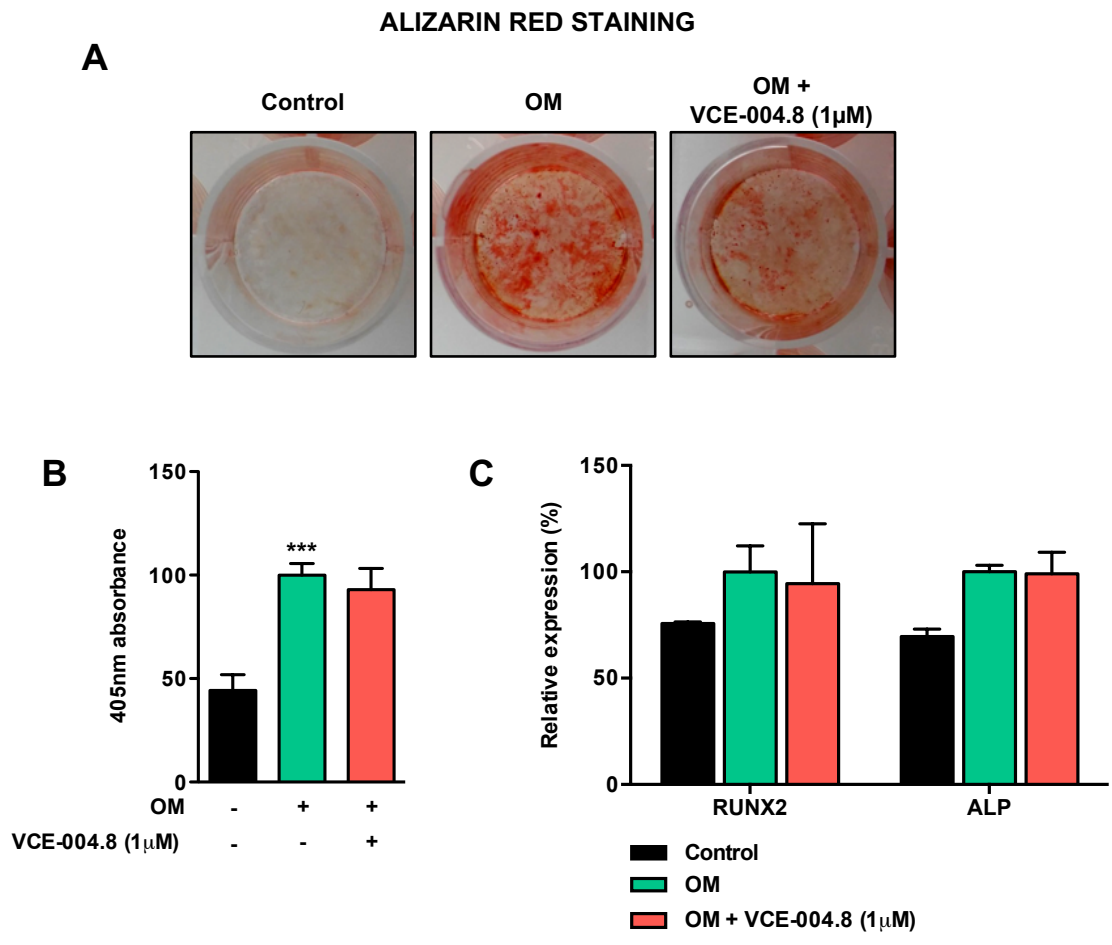 ALIZARIN RED STAINING
A
Control
OM
OM +
VCE-004.8 (1µM)
B
405nm absorbance
150
100
50
0
***
OM - + +
VCE-004.8 (1μM) - - +
C
Relative expression (%)
150
100
50
0
RUNX2 ALP
Control
OM
OM + VCE-004.8 (1μM)